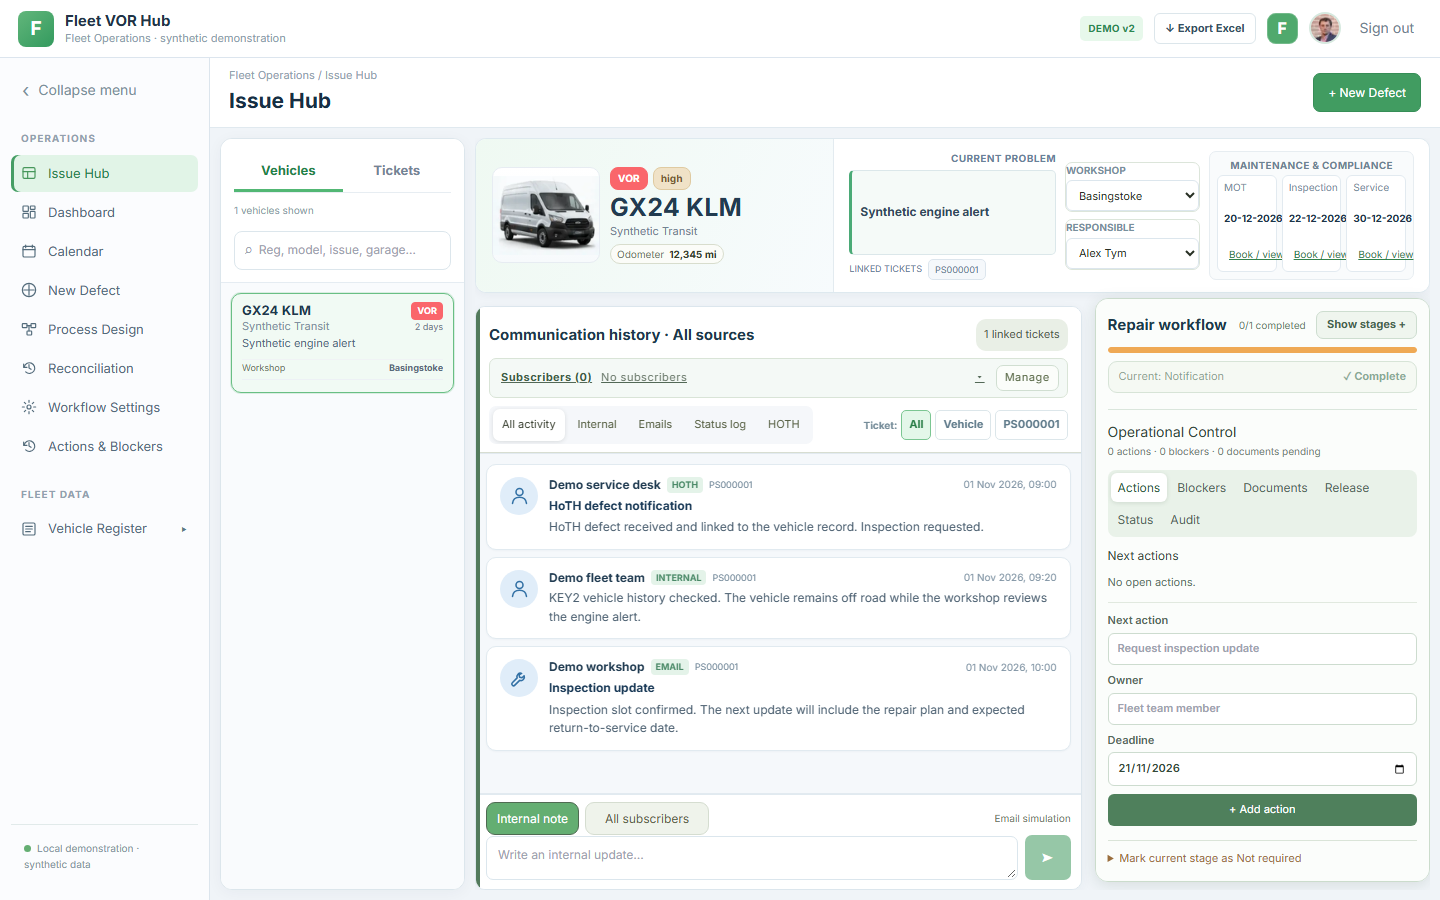 F
Fleet VOR Hub
Fleet Operations · synthetic demonstration
DEMO v2
↓ Export Excel
F
Sign out
‹ Collapse menu
OPERATIONS
Issue Hub
Dashboard
Calendar
New Defect
Process Design
Reconciliation
Workflow Settings
Actions & Blockers
FLEET DATA
Vehicle Register ▸
Local demonstration ·
synthetic data
Fleet Operations / Issue Hub
Issue Hub
+ New Defect
Vehicles
Tickets
1 vehicles shown
Reg, model, issue, garage...
GX24 KLM
VOR
Synthetic Transit
2 days
Synthetic engine alert
Workshop
Basingstoke
VOR
high
GX24 KLM
Synthetic Transit
Odometer 12,345 mi
CURRENT PROBLEM
Synthetic engine alert
LINKED TICKETS
PS000001
WORKSHOP
Basingstoke
RESPONSIBLE
Alex Tym
MAINTENANCE & COMPLIANCE
MOT
20-12-2026
Book / view
Inspection
22-12-2026
Book / view
Service
30-12-2026
Book / view
Communication history · All sources
1 linked tickets
Subscribers (0) No subscribers
Manage
All activity
Internal
Emails
Status log
HOTH
Ticket:
All
Vehicle
PS000001
Demo service desk HOTH PS000001
01 Nov 2026, 09:00
HoTH defect notification
HoTH defect received and linked to the vehicle record. Inspection requested.
Demo fleet team INTERNAL PS000001
01 Nov 2026, 09:20
KEY2 vehicle history checked. The vehicle remains off road while the workshop reviews
the engine alert.
Demo workshop EMAIL PS000001
01 Nov 2026, 10:00
Inspection update
Inspection slot confirmed. The next update will include the repair plan and expected
return-to-service date.
Internal note
All subscribers
Email simulation
Write an internal update...
Repair workflow
0/1 completed
Show stages +
Current: Notification
✓ Complete
Operational Control
0 actions · 0 blockers · 0 documents pending
Actions
Blockers
Documents
Release
Status
Audit
Next actions
No open actions.
Next action
Request inspection update
Owner
Fleet team member
Deadline
21/11/2026
+ Add action
▸ Mark current stage as Not required